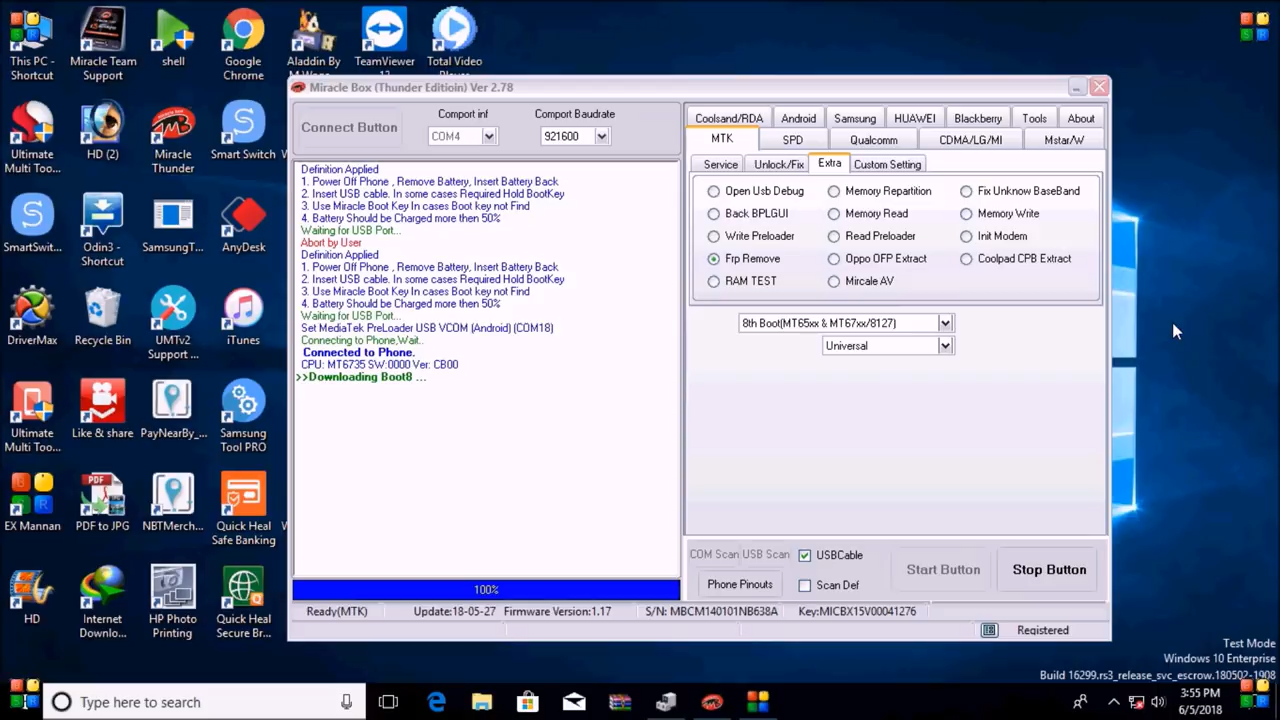 This PC - Shortcut
Miracle Team Support
shell
Google Chrome
Aladdin By
TeamViewer
Total Video
Ultimate Multi Too...
HD (2)
Miracle Thunder
Smart Switch
SmartSwit...
Odin3 - Shortcut
SamsungT...
AnyDesk
DriverMax
Recycle Bin
UMTv2 Support ...
iTunes
Ultimate Multi Too...
Like & share
PayNearBy_...
Samsung Tool PRO
EX Mannan
PDF to JPG
NBTMerch...
Quick Heal Safe Banking
HD
Internet Downlo...
HP Photo Printing
Quick Heal Secure Br...
Miracle Box (Thunder Editioin) Ver 2.78
Connect Button
Comport inf
COM4
Comport Baudrate
921600
Definition Applied
1. Power Off Phone , Remove Battery, Insert Battery Back
2. Insert USB cable. In some cases Required Hold BootKey
3. Use Miracle Boot Key In cases Boot key not Find
4. Battery Should be Charged more then 50%
Waiting for USB Port...
Abort by User
Definition Applied
1. Power Off Phone , Remove Battery, Insert Battery Back
2. Insert USB cable. In some cases Required Hold BootKey
3. Use Miracle Boot Key In cases Boot key not Find
4. Battery Should be Charged more then 50%
Waiting for USB Port...
Set MediaTek PreLoader USB VCOM (Android) (COM18)
Connecting to Phone,Wait..
Connected to Phone.
CPU: MT6735 SW:0000 Ver: CB00
>>Downloading Boot8 ...
100%
Coolsand/RDA Android Samsung HUAWEI Blackberry Tools About
MTK SPD Qualcomm CDMA/LG/MI Mstar/W
Service Unlock/Fix Extra Custom Setting
Open Usb Debug Memory Repartition Fix Unknow BaseBand
Back BPLGUI Memory Read Memory Write
Write Preloader Read Preloader Init Modem
Frp Remove Oppo OFP Extract Coolpad CPB Extract
RAM TEST Mircale AV
8th Boot(MT65xx & MT67xx/8127)
Universal
COM Scan USB Scan USBCable
Phone Pinouts Scan Def
Start Button
Stop Button
Ready(MTK) Update:18-05-27 Firmware Version:1.17 S/N: MBCM140101NB638A Key:MICBX15V00041276
Registered
Test Mode
Windows 10 Enterprise
Build 16299.rs3_release_svc_escrow.180502-1908
Type here to search
3:55 PM
6/5/2018